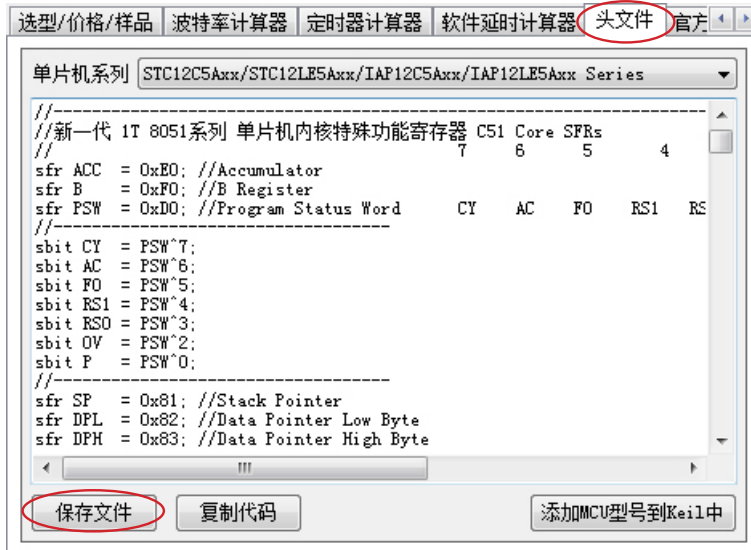 选型/价格/样品 波特率计算器 定时器计算器 软件延时计算器 头文件 官方
单片机系列 STC12C5Axx/STC12LE5Axx/IAP12C5Axx/IAP12LE5Axx Series
//--------------------------------------------------------------------------------
//新一代 1T 8051系列 单片机内核特殊功能寄存器 C51 Core SFRs
// 7 6 5 4
sfr ACC = 0xE0; //Accumulator
sfr B = 0xF0; //B Register
sfr PSW = 0xD0; //Program Status Word CY AC F0 RS1 RS
//-----------------------------------
sbit CY = PSW^7;
sbit AC = PSW^6;
sbit F0 = PSW^5;
sbit RS1 = PSW^4;
sbit RS0 = PSW^3;
sbit OV = PSW^2;
sbit P = PSW^0;
//-----------------------------------
sfr SP = 0x81; //Stack Pointer
sfr DPL = 0x82; //Data Pointer Low Byte
sfr DPH = 0x83; //Data Pointer High Byte
保存文件 复制代码 添加MCU型号到Keil中